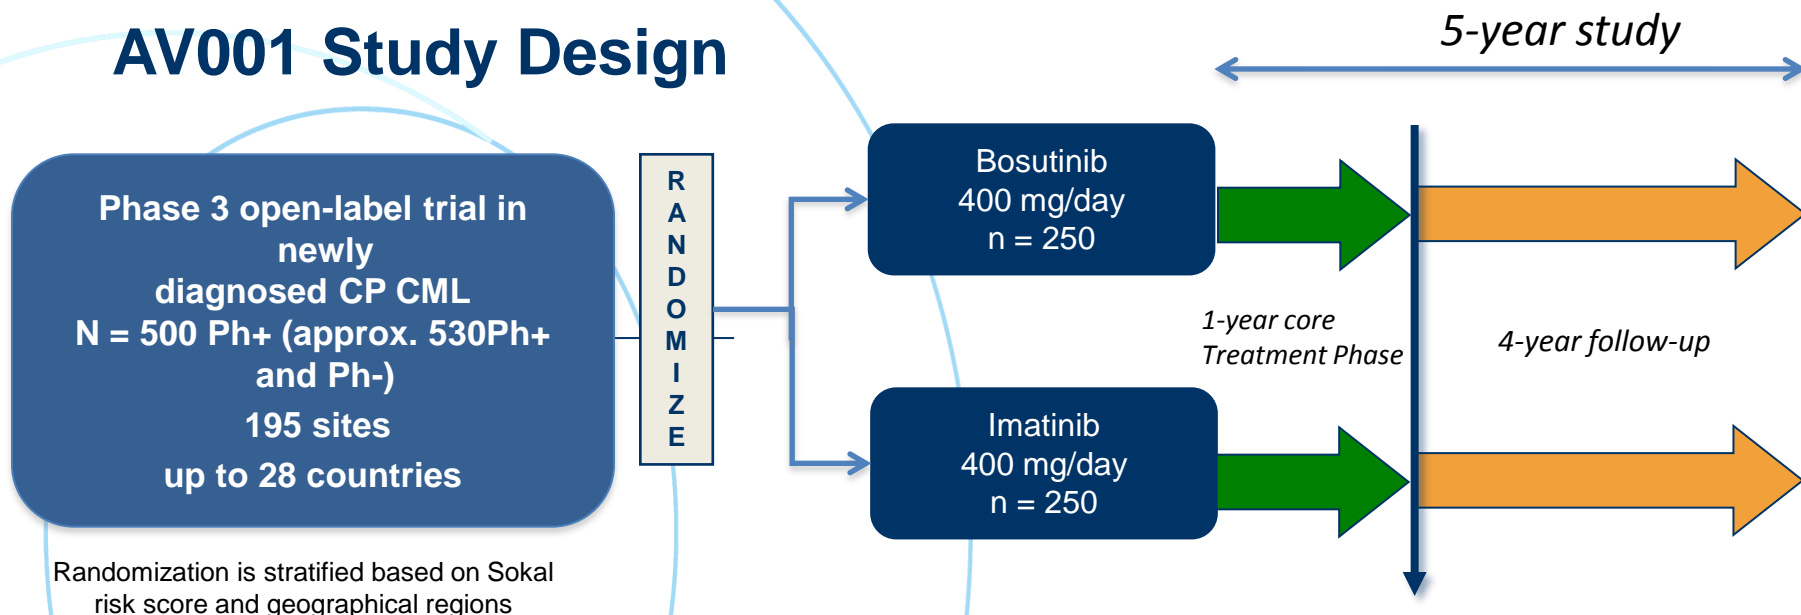 AV001 Study Design
5-year study
Phase 3 open-label trial in
newly
diagnosed CP CML
N = 500 Ph+ (approx. 530Ph+
and Ph-)
195 sites
up to 28 countries
R
A
N
D
O
M
I
Z
E
Bosutinib
400 mg/day
n = 250
1-year core
Treatment Phase
4-year follow-up
Imatinib
400 mg/day
n = 250
Randomization is stratified based on Sokal
risk score and geographical regions